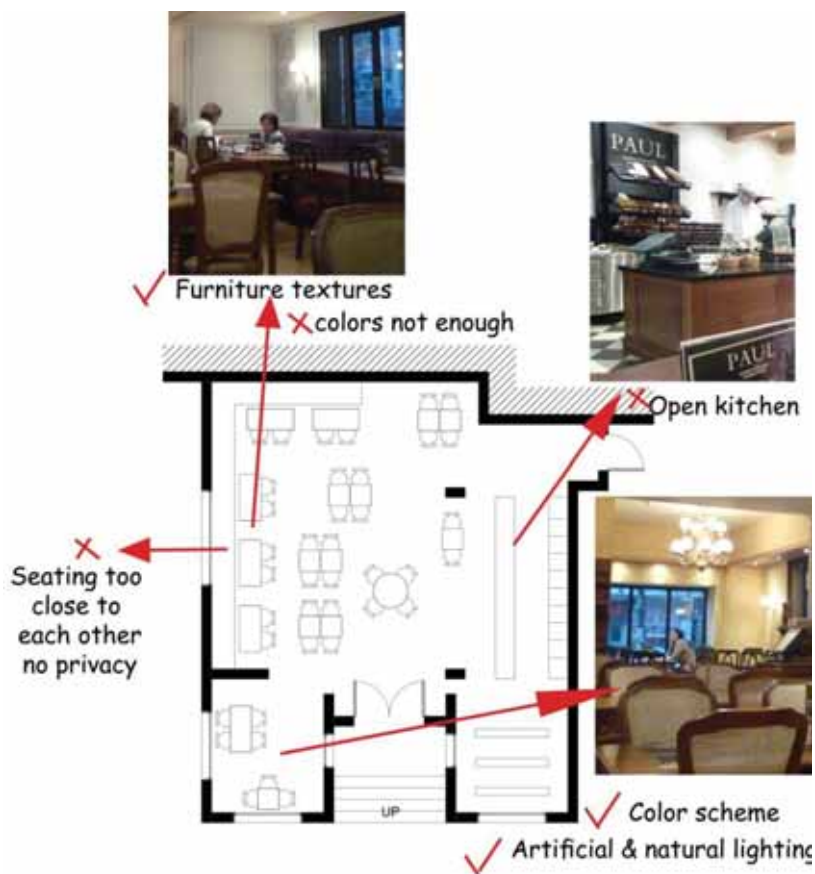 PAUL
PAUL
Furniture textures
colors not enough
Open kitchen
Seating too
close to
each other
no privacy
UP
Color scheme
Artificial & natural lighting